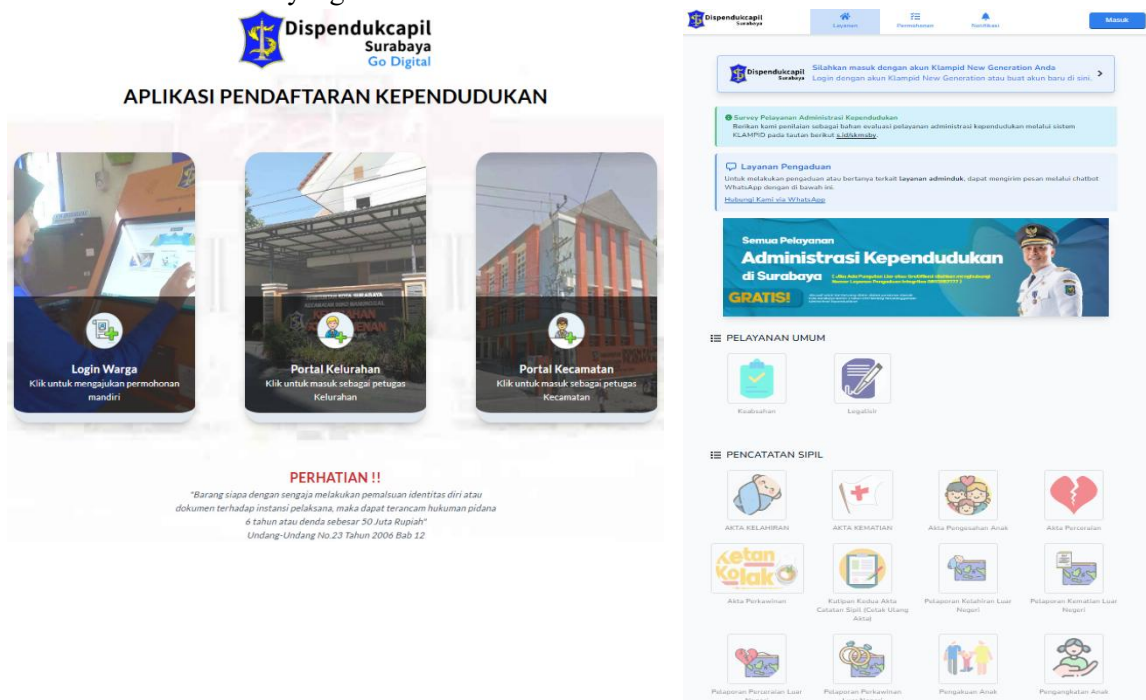 Dispendukcapil
Surabaya
Go Digital
APLIKASI PENDAFTARAN KEPENDUDUKAN
Login Warga
Klik untuk mengajukan permohonan
mandiri
Portal Kelurahan
Klik untuk masuk sebagai petugas
Kelurahan
Portal Kecamatan
Klik untuk masuk sebagai petugas
Kecamatan
PERHATIAN !!
"Barang siapa dengan sengaja melakukan pemalsuan identitas diri atau
dokumen terhadap instansi pelaksana, maka dapat terancam hukuman pidana
6 tahun atau denda sebesar 50 Juta Rupiah"
Undang-Undang No.23 Tahun 2006 Bab 12
Dispendukcapil
Surabaya
Layanan
Permohonan
Notifikasi
Masuk
Dispendukcapil
Surabaya
Silahkan masuk dengan akun Klampid New Generation Anda
Login dengan akun Klampid New Generation atau buat akun baru di sini.
Survey Pelayanan Administrasi Kependudukan
Berikan kami penilaian sebagai bahan evaluasi pelayanan administrasi kependudukan melalui sistem
KLAMPID pada tautan berikut s.id/skmsby.
Layanan Pengaduan
Untuk melakukan pengaduan atau bertanya terkait layanan adminduk, dapat mengirim pesan melalui chatbot
WhatsApp dengan di bawah ini.
Hubungi Kami via WhatsApp
Semua Pelayanan
Administrasi Kependudukan
di Surabaya
GRATIS!
PELAYANAN UMUM
Keabsahan
Legalisir
PENCATATAN SIPIL
AKTA KELAHIRAN
AKTA KEMATIAN
Akta Pengesahan Anak
Akta Perceraian
Ketan
Kolak
Akta Perkawinan
Kutipan Kedua Akta
Catatan Sipil (Cetak Ulang
Akta)
Pelaporan Kelahiran Luar
Negeri
Pelaporan Kematian Luar
Negeri
Pelaporan Perceraian Luar
Pelaporan Perkawinan
Pengakuan Anak
Pengangkatan Anak